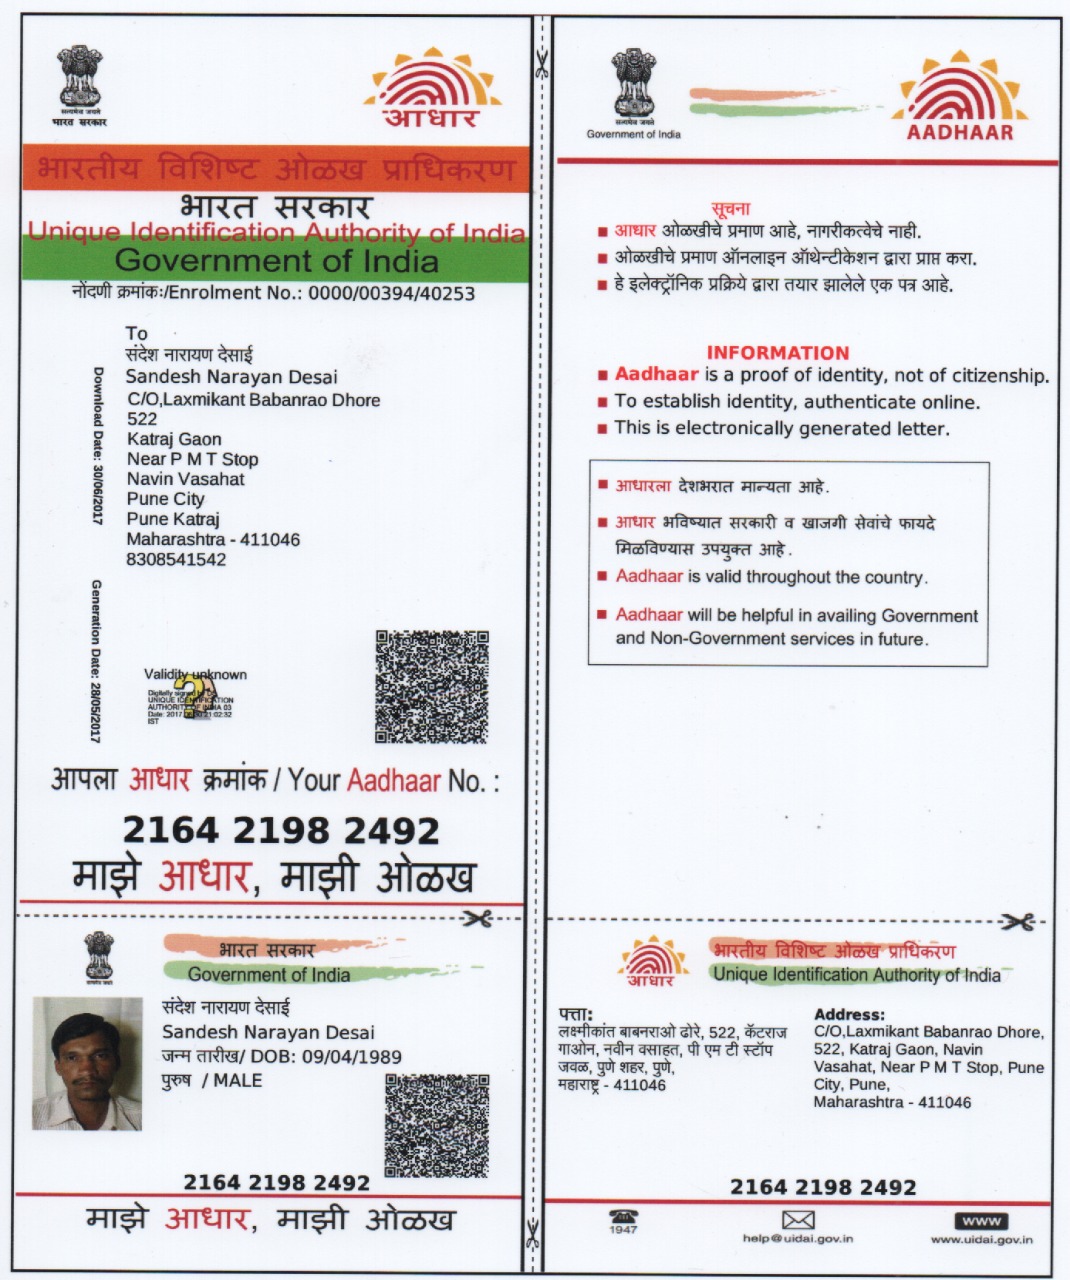 सत्यमेव जयते
भारत सरकार
आधार
भारतीय विशिष्ट ओळख प्राधिकरण
भारत सरकार
Unique Identification Authority of India
Government of India
नोंदणी क्रमांकः/Enrolment No.: 0000/00394/40253
To
संदेश नारायण देसाई
Sandesh Narayan Desai
C/O,Laxmikant Babanrao Dhore
522
Katraj Gaon
Near P M T Stop
Navin Vasahat
Pune City
Pune Katraj
Maharashtra - 411046
8308541542
Download Date: 30/06/2017
Generation Date: 28/05/2017
Validity unknown
Digitally signed by
UNIQUE IDENTIFICATION
AUTHORITY OF INDIA 03
Date: 2017 21:02:32
IST
आपला आधार क्रमांक / Your Aadhaar No. :
2164 2198 2492
माझे आधार, माझी ओळख
सत्यमेव जयते
भारत सरकार
Government of India
संदेश नारायण देसाई
Sandesh Narayan Desai
जन्म तारीख/ DOB: 09/04/1989
पुरुष / MALE
2164 2198 2492
माझे आधार, माझी ओळख
सत्यमेव जयते
Government of India
AADHAAR
सूचना
आधार ओळखीचे प्रमाण आहे, नागरीकत्वेचे नाही.
ओळखीचे प्रमाण ऑनलाइन ऑथेन्टीकेशन द्वारा प्राप्त करा.
हे इलेक्ट्रॉनिक प्रक्रिये द्वारा तयार झालेले एक पत्र आहे.
INFORMATION
Aadhaar is a proof of identity, not of citizenship.
To establish identity, authenticate online.
This is electronically generated letter.
आधारला देशभरात मान्यता आहे.
आधार भविष्यात सरकारी व खाजगी सेवांचे फायदे
मिळविण्यास उपयुक्त आहे.
Aadhaar is valid throughout the country.
Aadhaar will be helpful in availing Government
and Non-Government services in future.
आधार
भारतीय विशिष्ट ओळख प्राधिकरण
Unique Identification Authority of India
पत्ता:
लक्ष्मीकांत बाबनराओ ढोरे, 522, कॅटराज
गाओन, नवीन वसाहत, पी एम टी स्टॉप
जवळ, पुणे शहर, पुणे,
महाराष्ट्र - 411046
Address:
C/O,Laxmikant Babanrao Dhore,
522, Katraj Gaon, Navin
Vasahat, Near P M T Stop, Pune
City, Pune,
Maharashtra - 411046
2164 2198 2492
1947
help@uidai.gov.in
www
www.uidai.gov.in